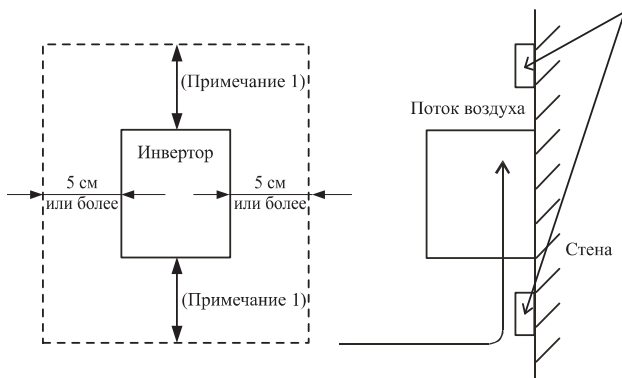 (Примечание 1)
Инвертор
5 см
или более
5 см
или более
(Примечание 1)
Поток воздуха
Стена